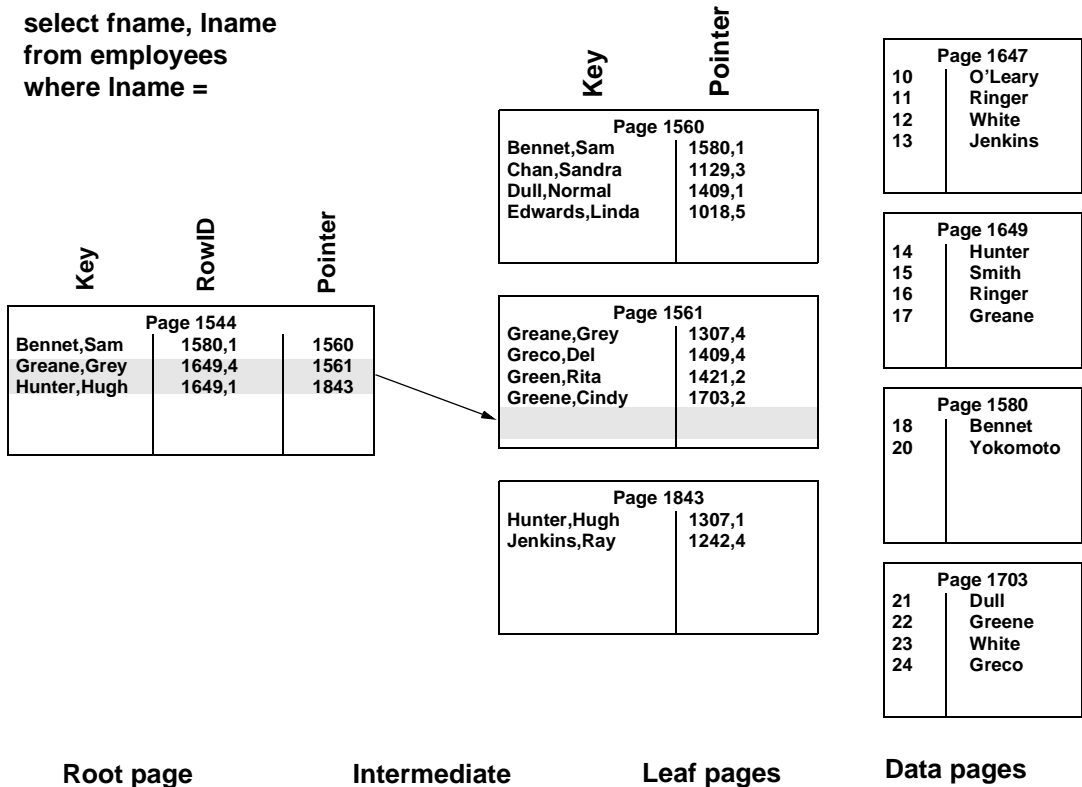 select fname, lname
from employees
where lname =
Key
RowID
Pointer
Page 1544
Bennet,Sam 1580,1 1560
Greane,Grey 1649,4 1561
Hunter,Hugh 1649,1 1843
Key
Pointer
Page 1560
Bennet,Sam 1580,1
Chan,Sandra 1129,3
Dull,Normal 1409,1
Edwards,Linda 1018,5
Page 1561
Greane,Grey 1307,4
Greco,Del 1409,4
Green,Rita 1421,2
Greene,Cindy 1703,2
Page 1843
Hunter,Hugh 1307,1
Jenkins,Ray 1242,4
Page 1647
10 O’Leary
11 Ringer
12 White
13 Jenkins
Page 1649
14 Hunter
15 Smith
16 Ringer
17 Greane
Page 1580
18 Bennet
20 Yokomoto
Page 1703
21 Dull
22 Greene
23 White
24 Greco
Root page Intermediate Leaf pages Data pages